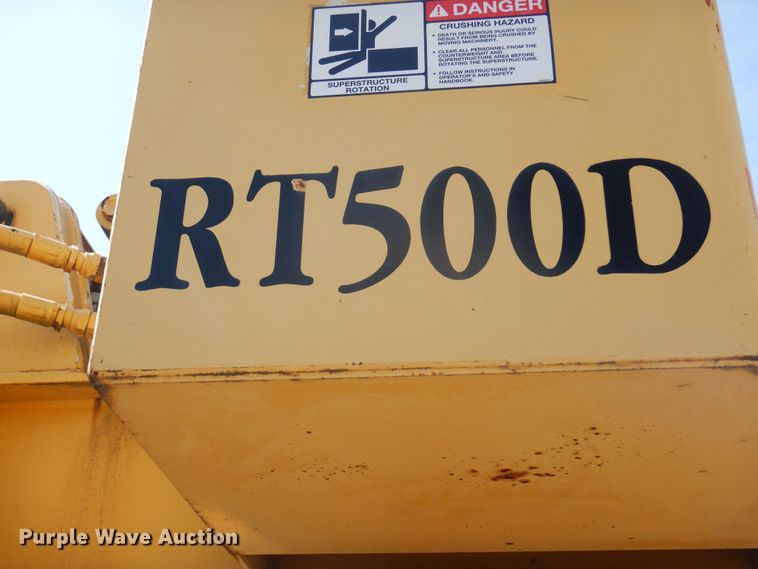 DANGER
CRUSHING HAZARD
• DEATH OR SERIOUS INJURY COULD
RESULT FROM BEING CRUSHED BY
MOVING MACHINERY.
• CLEAR ALL PERSONNEL FROM THE
COUNTERWEIGHT AND
SUPERSTRUCTURE AREA BEFORE
ROTATING THE SUPERSTRUCTURE.
• FOLLOW INSTRUCTIONS IN
OPERATOR'S AND SAFETY
HANDBOOK.
SUPERSTRUCTURE
ROTATION
RT500D
Purple Wave Auction